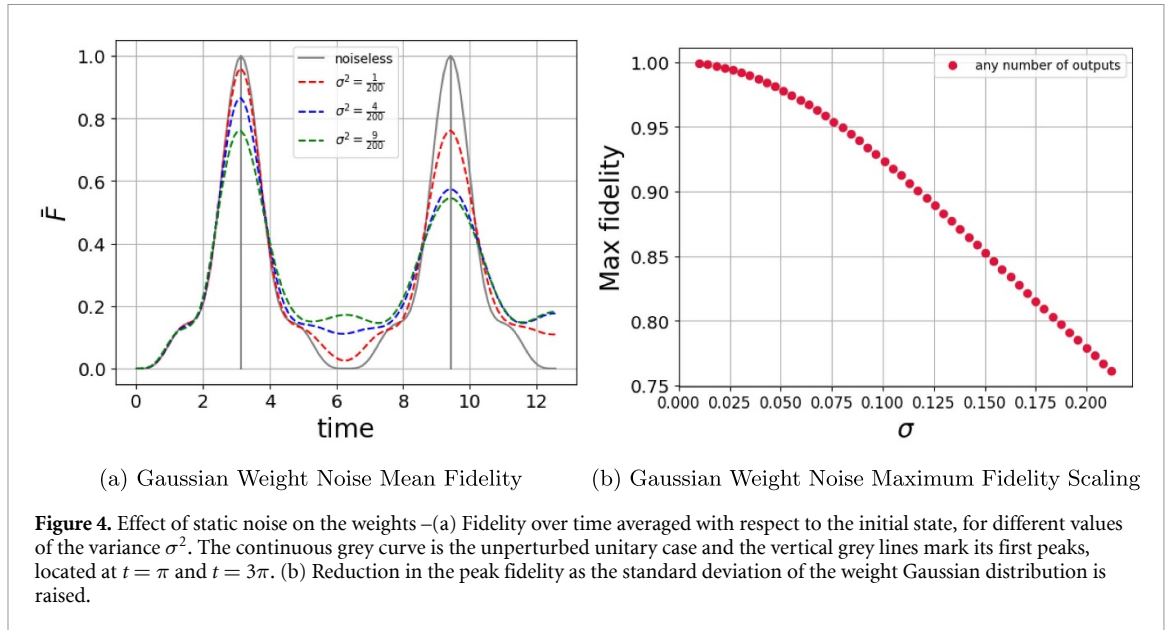 1.0
0.8
0.6
0.4
0.2
0.0
F̄
0 2 4 6 8 10 12
time
noiseless
σ² = 1/200
σ² = 4/200
σ² = 9/200
1.00
0.95
0.90
0.85
0.80
0.75
Max fidelity
0.000 0.025 0.050 0.075 0.100 0.125 0.150 0.175 0.200
σ
any number of outputs
(a) Gaussian Weight Noise Mean Fidelity
(b) Gaussian Weight Noise Maximum Fidelity Scaling
Figure 4. Effect of static noise on the weights –(a) Fidelity over time averaged with respect to the initial state, for different values
of the variance σ². The continuous grey curve is the unperturbed unitary case and the vertical grey lines mark its first peaks,
located at t = π and t = 3π. (b) Reduction in the peak fidelity as the standard deviation of the weight Gaussian distribution is
raised.